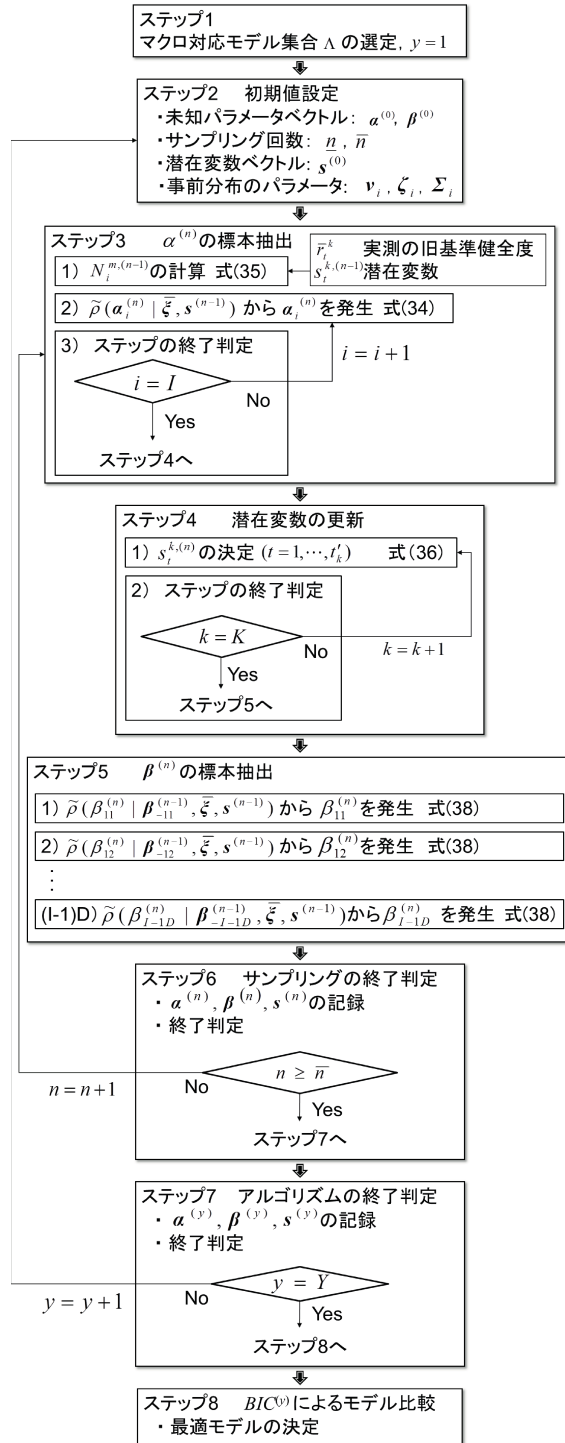 ステップ1
マクロ対応モデル集合 Λ の選定, y = 1
ステップ2 初期値設定
・未知パラメータベクトル: α^(0), β^(0)
・サンプリング回数: n̲ , n̅
・潜在変数ベクトル: s^(0)
・事前分布のパラメータ: ν_i , ζ_i , Σ_i
ステップ3 α^(n)の標本抽出
r̅_t^k 実測の旧基準健全度
s_t^{k,(n-1)} 潜在変数
1) N_i^{m,(n-1)}の計算 式(35)
2) ρ̃(α_i^(n) | ξ̅, s^(n-1)) から α_i^(n)を発生 式(34)
3) ステップの終了判定
i = i + 1
i = I
No
Yes
ステップ4へ
ステップ4 潜在変数の更新
1) s_t^{k,(n)}の決定 (t = 1,⋯,t'_k) 式(36)
2) ステップの終了判定
k = K
No
k = k + 1
Yes
ステップ5へ
ステップ5 β^(n)の標本抽出
1) ρ̃(β_11^(n) | β_-11^(n-1), ξ̅, s^(n-1)) から β_11^(n)を発生 式(38)
2) ρ̃(β_12^(n) | β_-12^(n-1), ξ̅, s^(n-1)) から β_12^(n)を発生 式(38)
⋮
(I-1)D) ρ̃(β_{I-1D}^(n) | β_{-I-1D}^(n-1), ξ̅, s^(n-1))から β_{I-1D}^(n) を発生 式(38)
ステップ6 サンプリングの終了判定
・ α^(n), β^(n), s^(n)の記録
・ 終了判定
n ≥ n̅
No
n = n + 1
Yes
ステップ7へ
ステップ7 アルゴリズムの終了判定
・ α^(y), β^(y), s^(y)の記録
・ 終了判定
y = Y
No
y = y + 1
Yes
ステップ8へ
ステップ8 BIC^(y)によるモデル比較
・ 最適モデルの決定